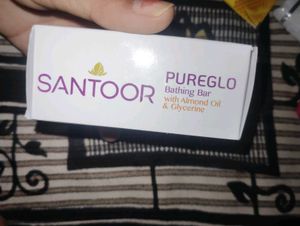 SANTOOR
PUREGLO
Bathing Bar
with Almond Oil
& Glycerine